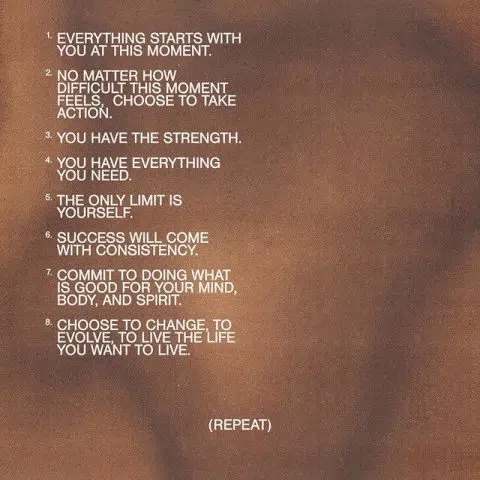 1. EVERYTHING STARTS WITH
YOU AT THIS MOMENT.
2. NO MATTER HOW
DIFFICULT THIS MOMENT
FEELS, CHOOSE TO TAKE
ACTION.
3. YOU HAVE THE STRENGTH.
4. YOU HAVE EVERYTHING
YOU NEED.
5. THE ONLY LIMIT IS
YOURSELF.
6. SUCCESS WILL COME
WITH CONSISTENCY.
7. COMMIT TO DOING WHAT
IS GOOD FOR YOUR MIND,
BODY, AND SPIRIT.
8. CHOOSE TO CHANGE, TO
EVOLVE, TO LIVE THE LIFE
YOU WANT TO LIVE.
(REPEAT)